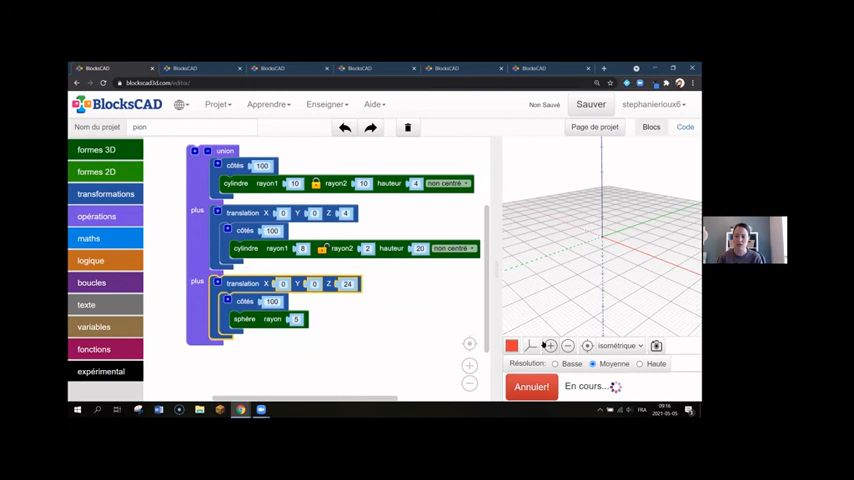 BlocksCAD BlocksCAD BlocksCAD BlocksCAD BlocksCAD BlocksCAD
blockscad3d.com/editor/
BlocksCAD Projet Apprendre Enseigner Aide Non Sauvé Sauver stephanierioux6
Nom du projet pion Page de projet Blocs Code
formes 3D
formes 2D
transformations
opérations
maths
logique
boucles
texte
variables
fonctions
expérimental
union
côtés 100
cylindre rayon1 10 rayon2 10 hauteur 4 non centré
plus translation X 0 Y 0 Z 4
côtés 100
cylindre rayon1 8 rayon2 2 hauteur 20 non centré
plus translation X 0 Y 0 Z 24
côtés 100
sphère rayon 5
isométrique
Résolution: Basse Moyenne Haute
Annuler! En cours...
FRA 09:16
2021-05-05